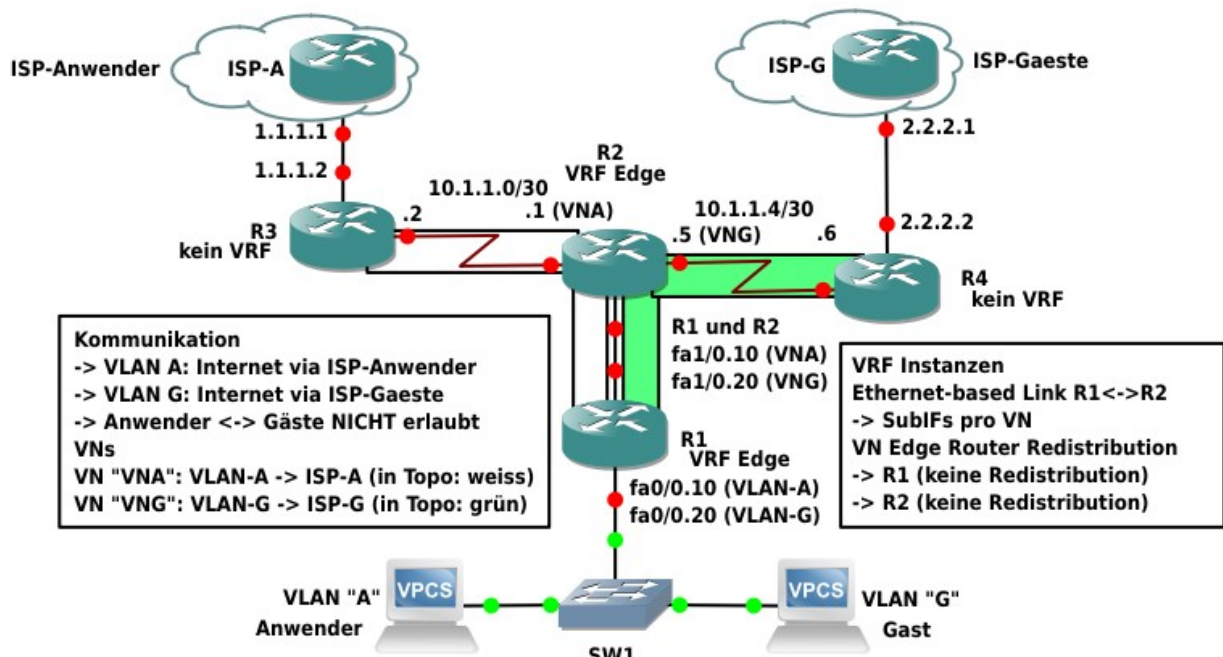 ISP-Anwender
ISP-A
ISP-G
ISP-Gaeste
1.1.1.1
1.1.1.2
2.2.2.1
2.2.2.2
R2
VRF Edge
10.1.1.0/30
.2
.1 (VNA)
10.1.1.4/30
.5 (VNG)
.6
R3
kein VRF
R4
kein VRF
Kommunikation
-> VLAN A: Internet via ISP-Anwender
-> VLAN G: Internet via ISP-Gaeste
-> Anwender <-> Gäste NICHT erlaubt
VNs
VN "VNA": VLAN-A -> ISP-A (in Topo: weiss)
VN "VNG": VLAN-G -> ISP-G (in Topo: grün)
R1 und R2
fa1/0.10 (VNA)
fa1/0.20 (VNG)
VRF Instanzen
Ethernet-based Link R1<->R2
-> SubIFs pro VN
VN Edge Router Redistribution
-> R1 (keine Redistribution)
-> R2 (keine Redistribution)
R1
VRF Edge
fa0/0.10 (VLAN-A)
fa0/0.20 (VLAN-G)
VLAN "A"
Anwender
VPCS
VPCS
VLAN "G"
Gast
SW1